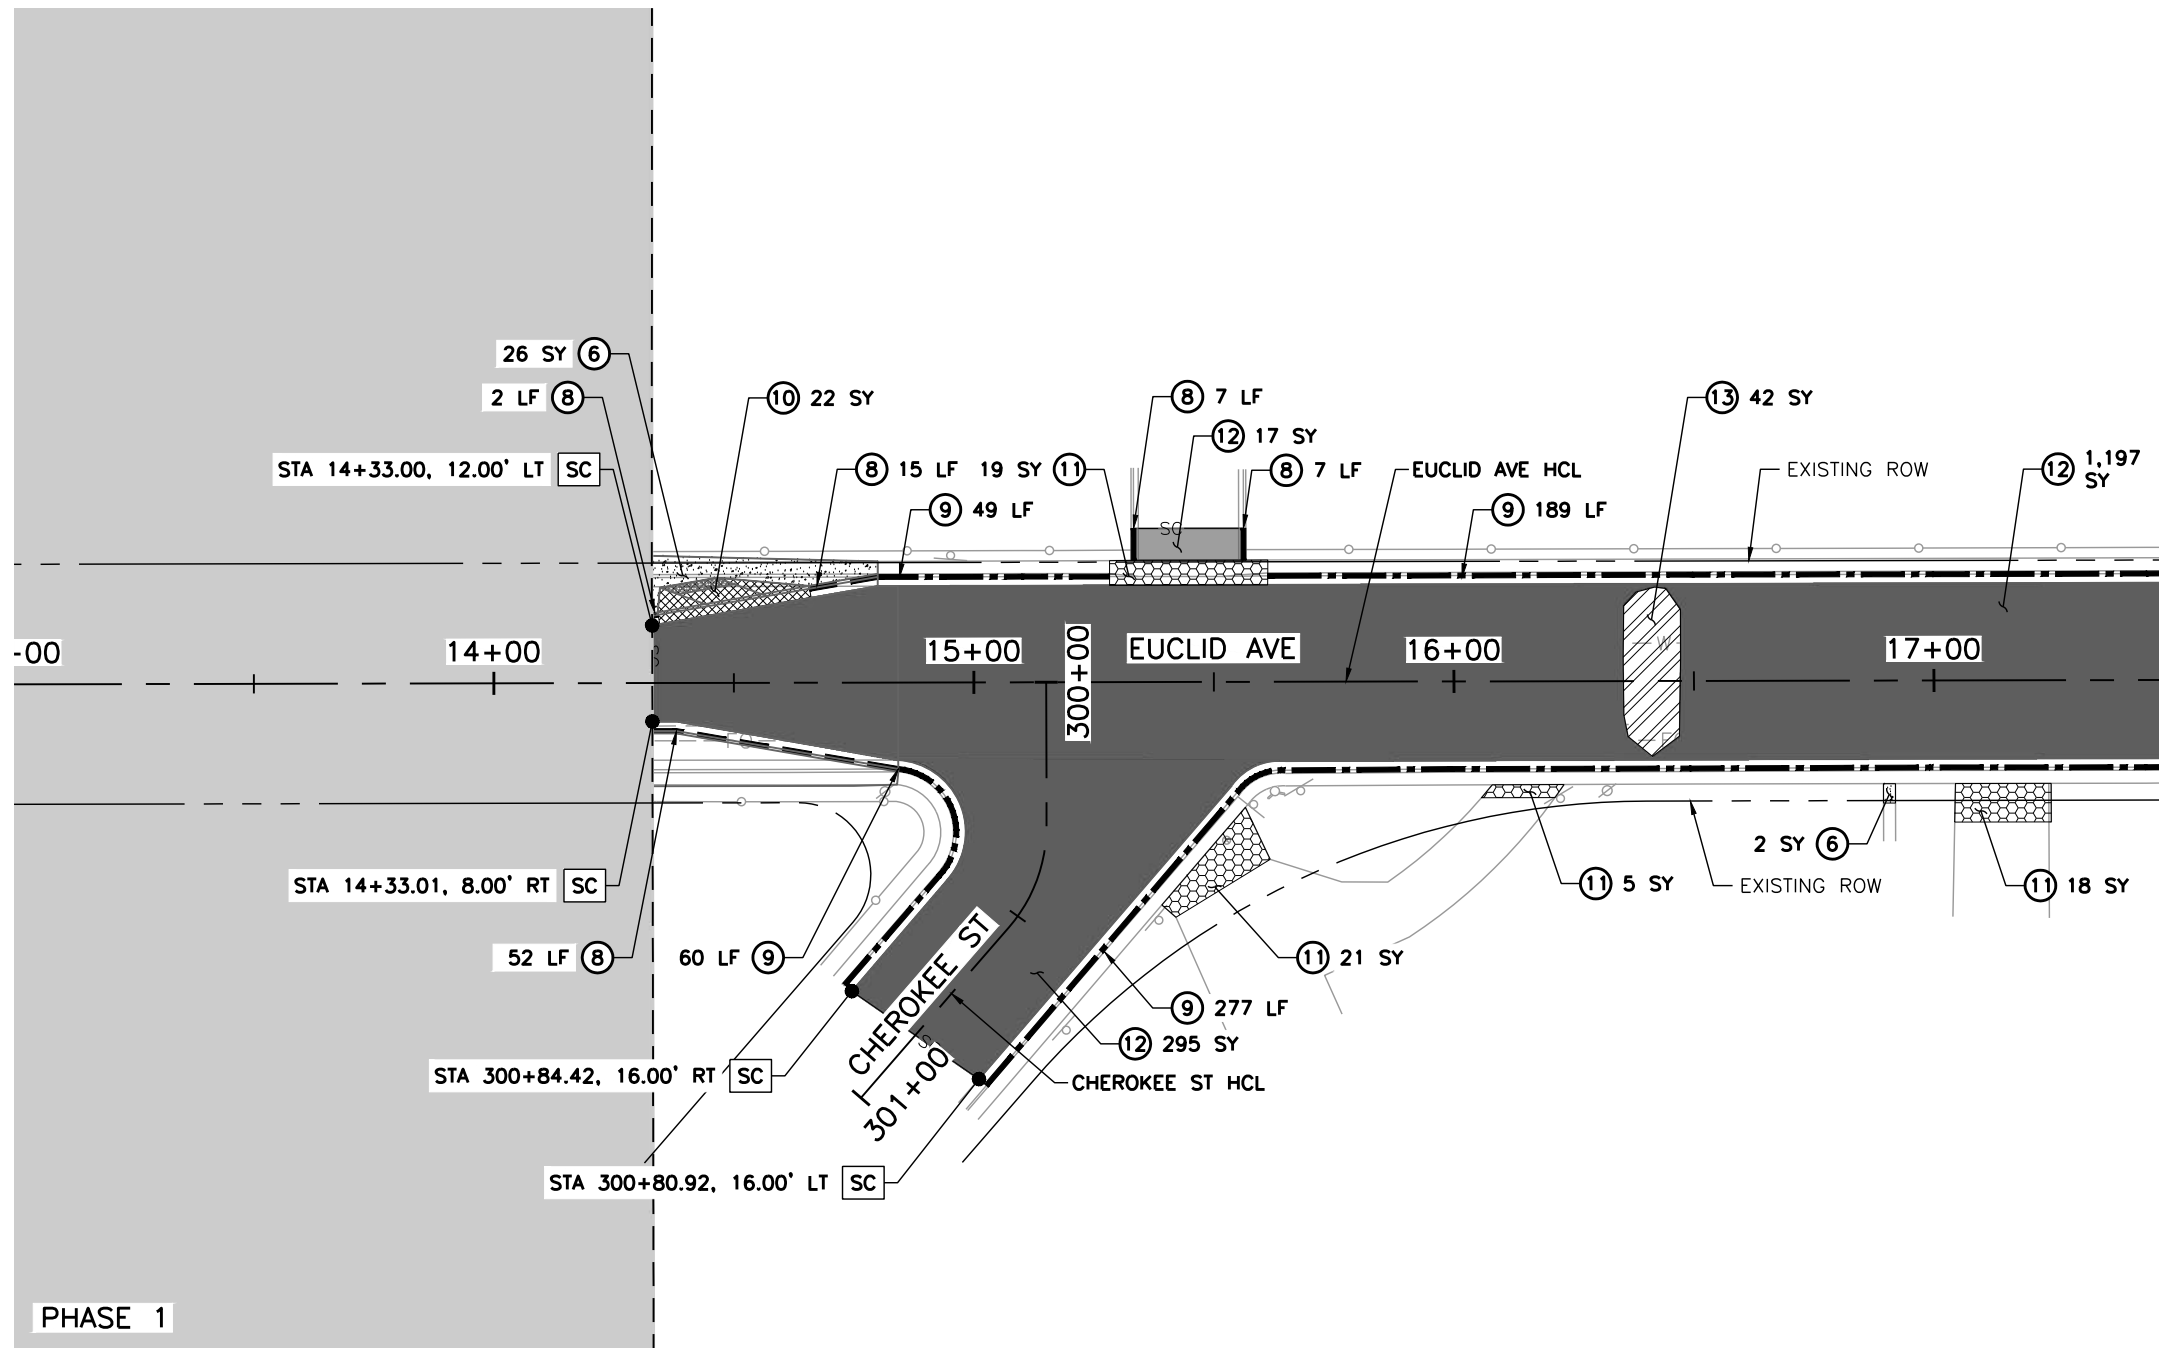 26 SY 6
2 LF 8
10 22 SY
8 7 LF
13 42 SY
12 17 SY
STA 14+33.00, 12.00' LT SC
8 15 LF
19 SY 11
8 7 LF
EUCLID AVE HCL
EXISTING ROW
12 1,197
SY
9 49 LF
9 189 LF
SC
-00
14+00
15+00
300+00
EUCLID AVE
16+00
W
17+00
2 SY 6
STA 14+33.01, 8.00' RT SC
11 5 SY
EXISTING ROW
11 18 SY
52 LF 8
60 LF 9
CHEROKEE ST
11 21 SY
9 277 LF
12 295 SY
STA 300+84.42, 16.00' RT SC
301+00
CHEROKEE ST HCL
STA 300+80.92, 16.00' LT SC
PHASE 1